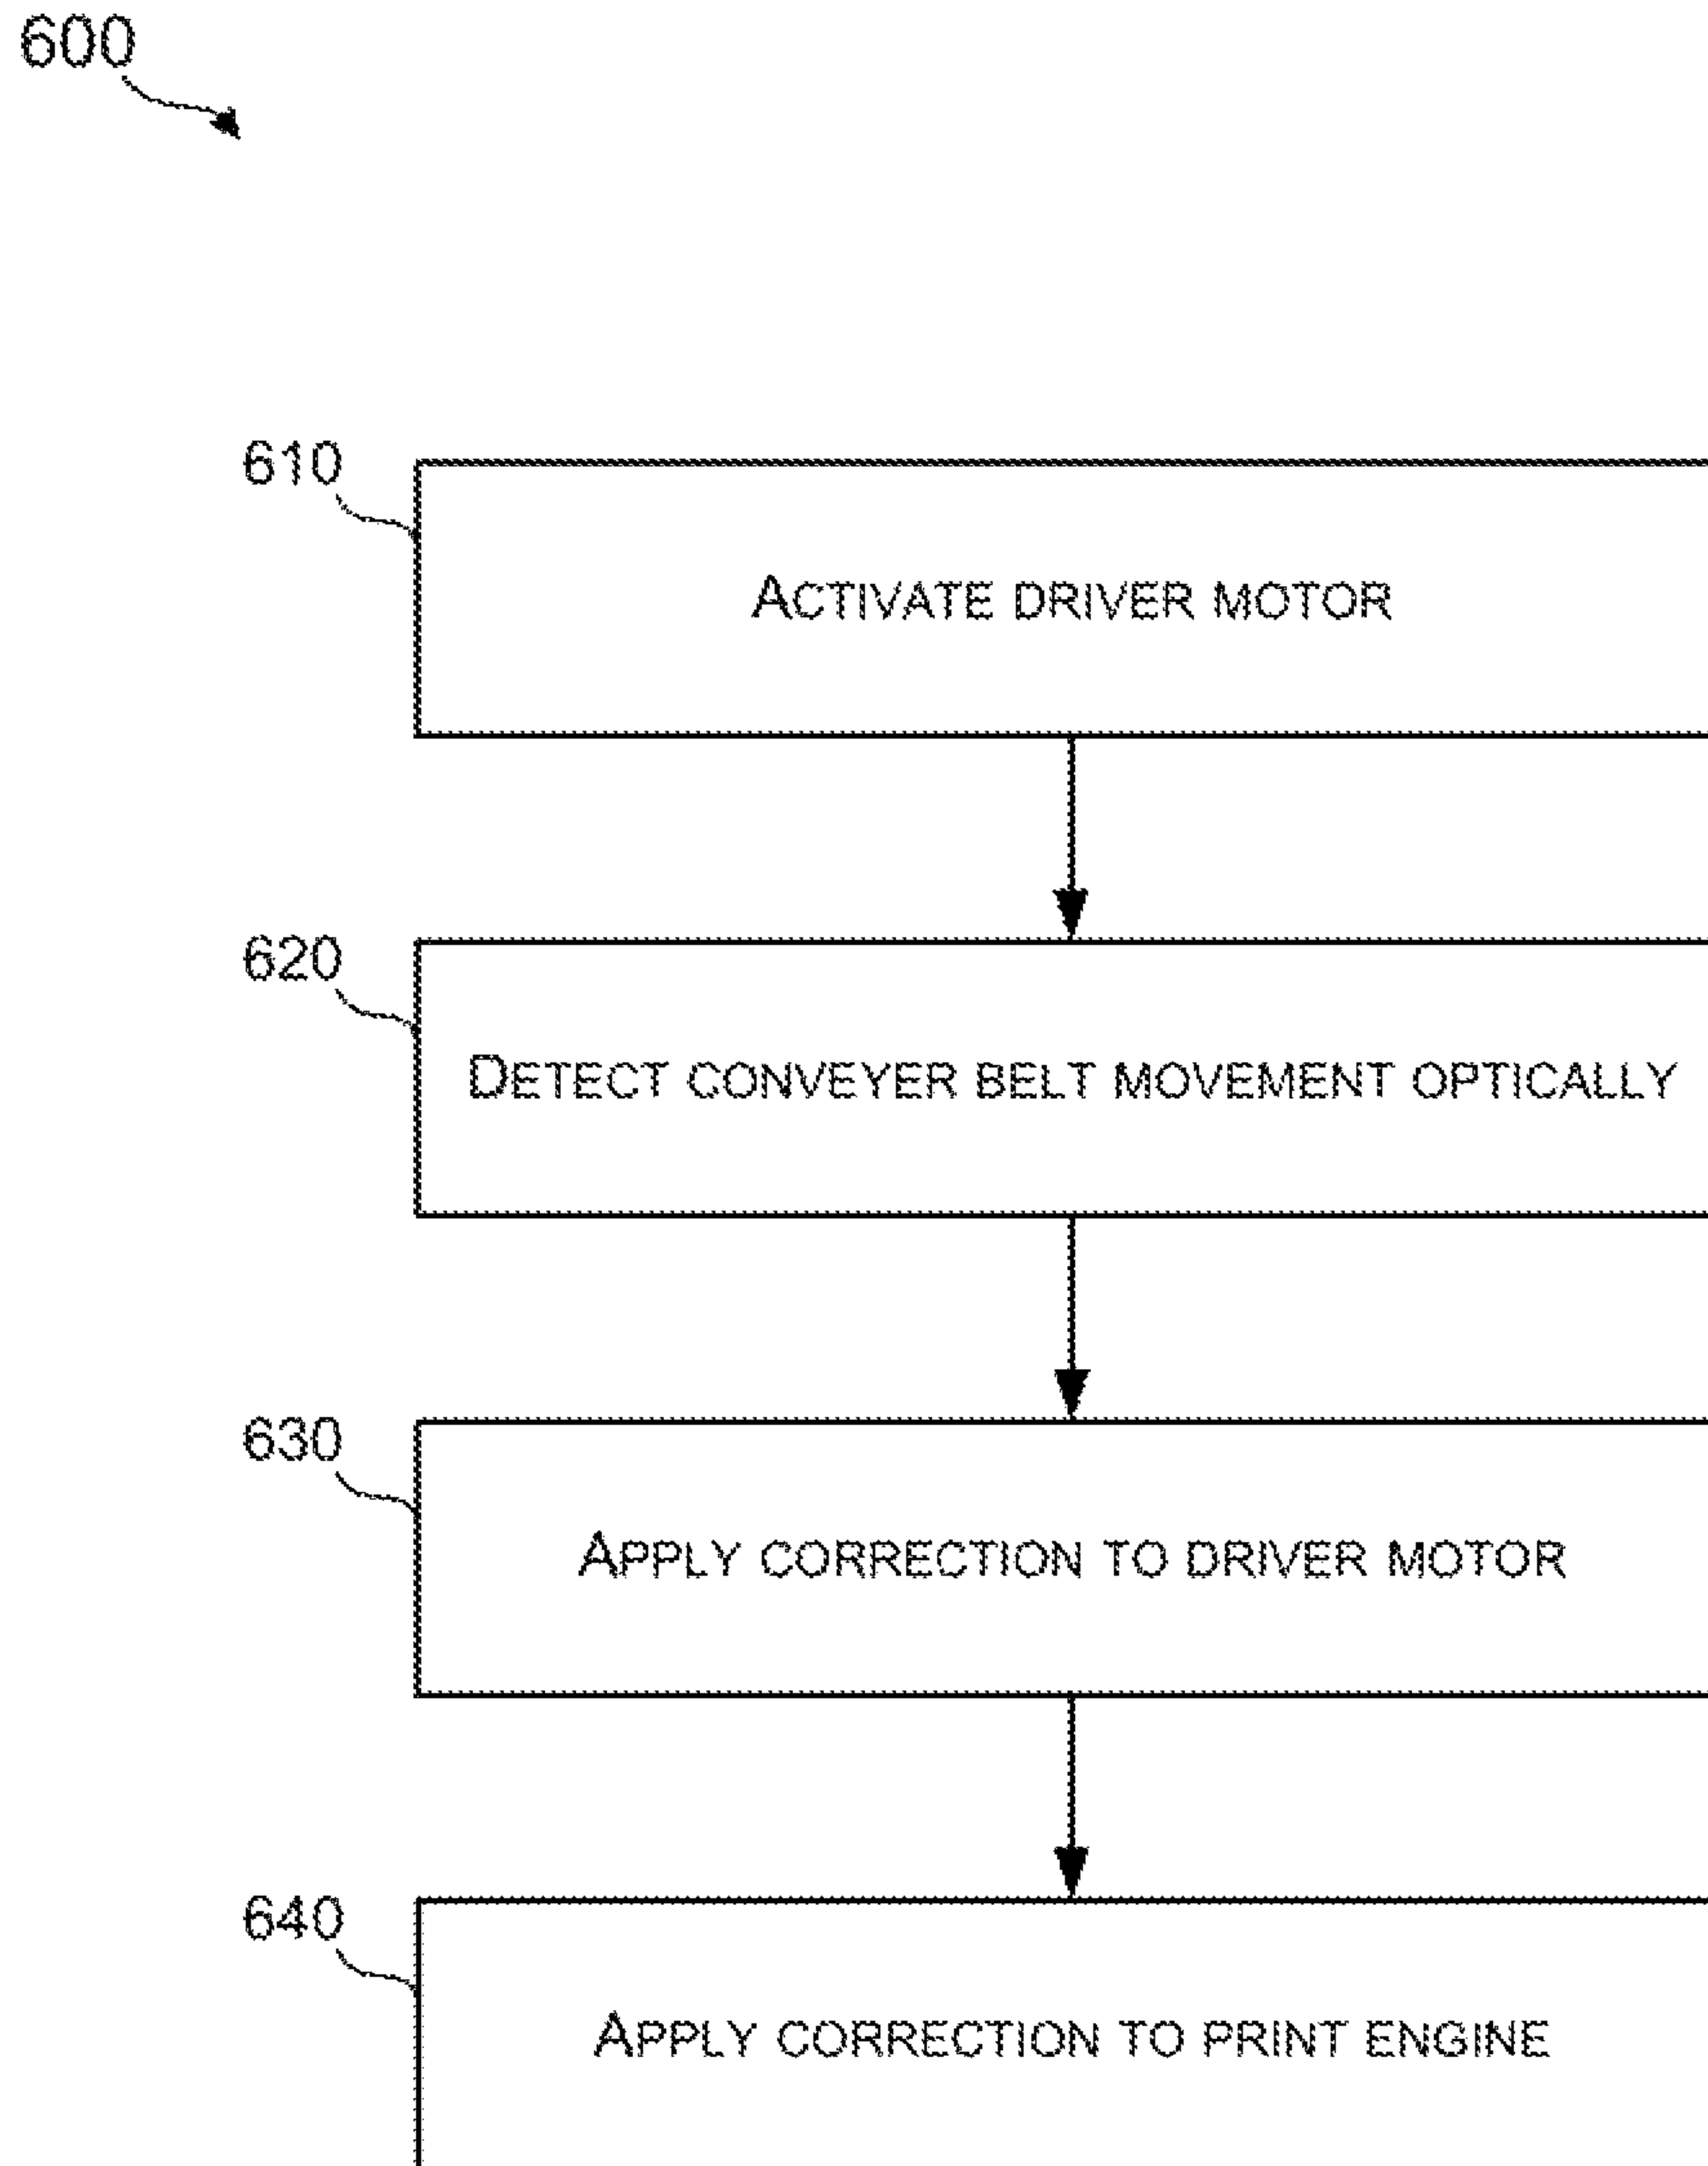 600
610
ACTIVATE DRIVER MOTOR
620
DETECT CONVEYER BELT MOVEMENT OPTICALLY
630
APPLY CORRECTION TO DRIVER MOTOR
640
APPLY CORRECTION TO PRINT ENGINE